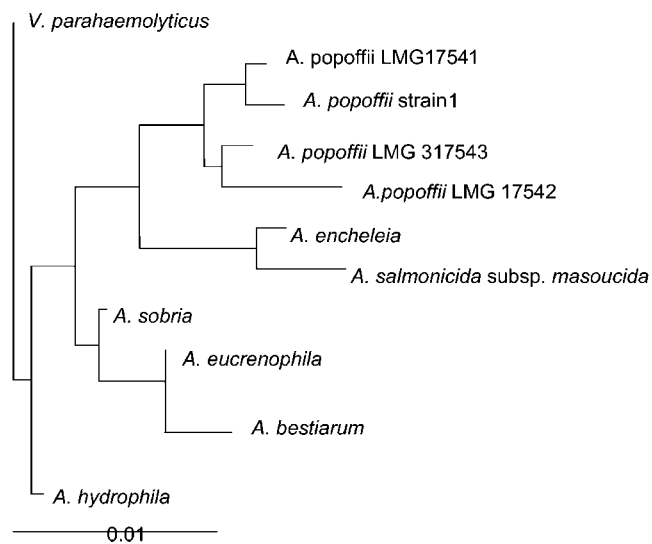 V. parahaemolyticus
A. popoffii LMG17541
A. popoffii strain1
A. popoffii LMG 317543
A.popoffii LMG 17542
A. encheleia
A. salmonicida subsp. masoucida
A. sobria
A. eucrenophila
A. bestiarum
A. hydrophila
0.01